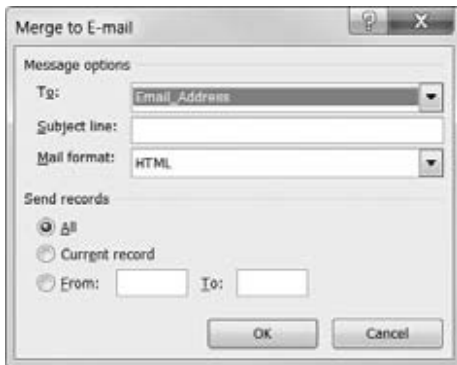 Merge to E-mail
Message options
To: Email_Address
Subject line:
Mail format: HTML
Send records
All
Current record
From: To:
OK Cancel